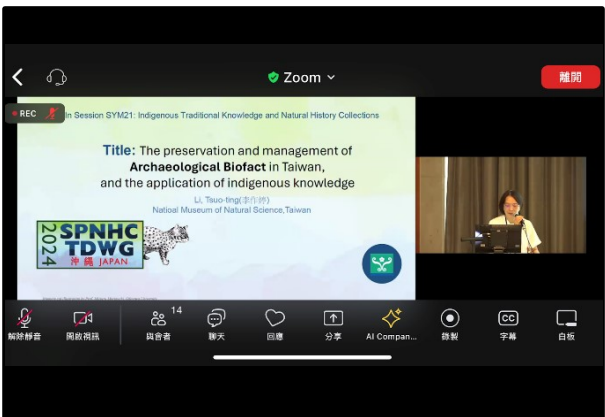 Zoom
離開
REC
In Session SYM21: Indigenous Traditional Knowledge and Natural History Collections
Title: The preservation and management of
Archaeological Biofact in Taiwan,
and the application of indigenous knowledge
Li, Tsuo-ting(李作婷)
Natioal Museum of Natural Science,Taiwan
2024
SPNHC
TDWG
沖縄 JAPAN
14
解除靜音
開啟視訊
與會者
聊天
回應
分享
AI Compan...
錄製
CC
字幕
白板